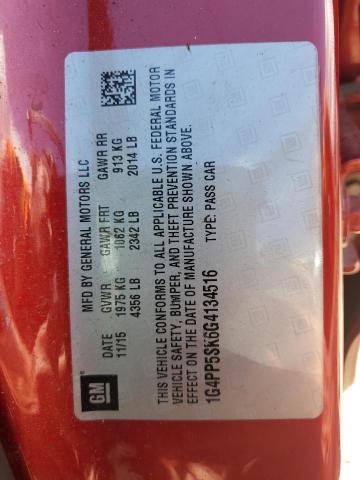 MFD BY GENERAL MOTORS LLC
DATE GVWR GAWR FRT GAWR RR
11/15 1975 KG 1062 KG 913 KG
4356 LB 2342 LB 2014 LB
GM ®
THIS VEHICLE CONFORMS TO ALL APPLICABLE U.S. FEDERAL MOTOR
VEHICLE SAFETY, BUMPER, AND THEFT PREVENTION STANDARDS IN
EFFECT ON THE DATE OF MANUFACTURE SHOWN ABOVE.
1G4PP5SK6G4134516 TYPE: PASS CAR